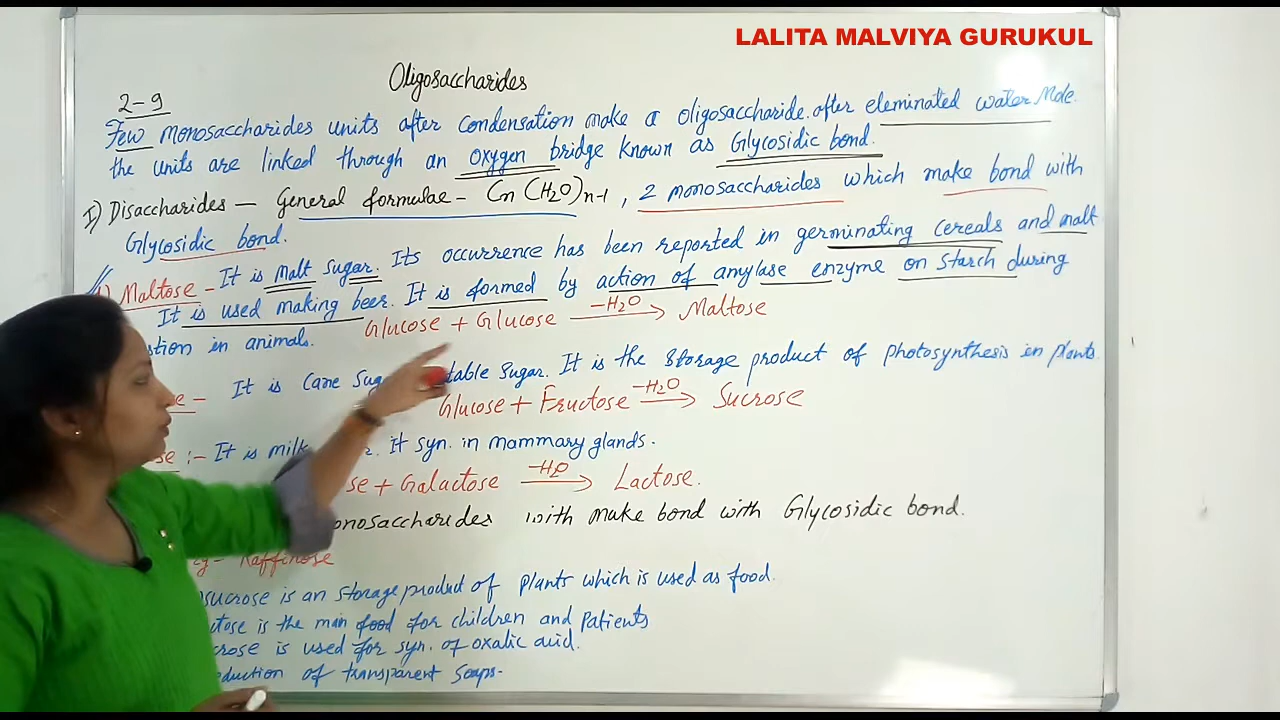 LALITA MALVIYA GURUKUL
Oligosaccharides
2-9
Few monosaccharides units after condensation make a oligosaccharide after eleminated water Mole.
the units are linked through an oxygen bridge known as Glycosidic bond.
I) Disaccharides — General formulae - Cn (H2O)n-1, 2 monosaccharides which make bond with
Glycosidic bond.
Maltose - It is Malt sugar. Its occurrence has been reported in germinating cereals and malt
It is used making beer. It is formed by action of amylase enzyme on starch during
stion in animals.
Glucose + Glucose -H2O → Maltose
It is Cane Sug table sugar. It is the storage product of photosynthesis in plants.
Glucose + Fructose -H2O → Sucrose
se :- It is milk It syn. in mammary glands.
se + Galactose -H2O → Lactose.
onosaccharides with make bond with Glycosidic bond.
eg- Raffinose
sucrose is an storage product of plants which is used as food.
tose is the main food for children and Patients
crose is used for syn. of oxalic acid.
duction of transparent Soaps-